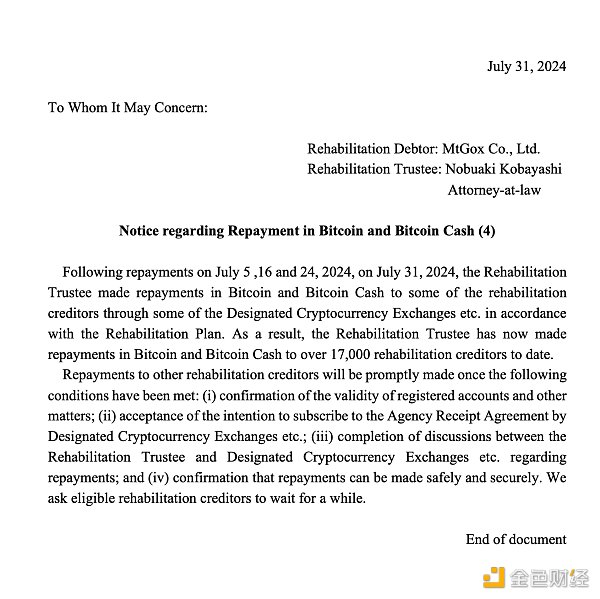 July 31, 2024
To Whom It May Concern:
Rehabilitation Debtor: MtGox Co., Ltd.
Rehabilitation Trustee: Nobuaki Kobayashi
Attorney-at-law
Notice regarding Repayment in Bitcoin and Bitcoin Cash (4)
Following repayments on July 5 ,16 and 24, 2024, on July 31, 2024, the Rehabilitation
Trustee made repayments in Bitcoin and Bitcoin Cash to some of the rehabilitation
creditors through some of the Designated Cryptocurrency Exchanges etc. in accordance
with the Rehabilitation Plan. As a result, the Rehabilitation Trustee has now made
repayments in Bitcoin and Bitcoin Cash to over 17,000 rehabilitation creditors to date.
Repayments to other rehabilitation creditors will be promptly made once the following
conditions have been met: (i) confirmation of the validity of registered accounts and other
matters; (ii) acceptance of the intention to subscribe to the Agency Receipt Agreement by
Designated Cryptocurrency Exchanges etc.; (iii) completion of discussions between the
Rehabilitation Trustee and Designated Cryptocurrency Exchanges etc. regarding
repayments; and (iv) confirmation that repayments can be made safely and securely. We
ask eligible rehabilitation creditors to wait for a while.
End of document
金色财经